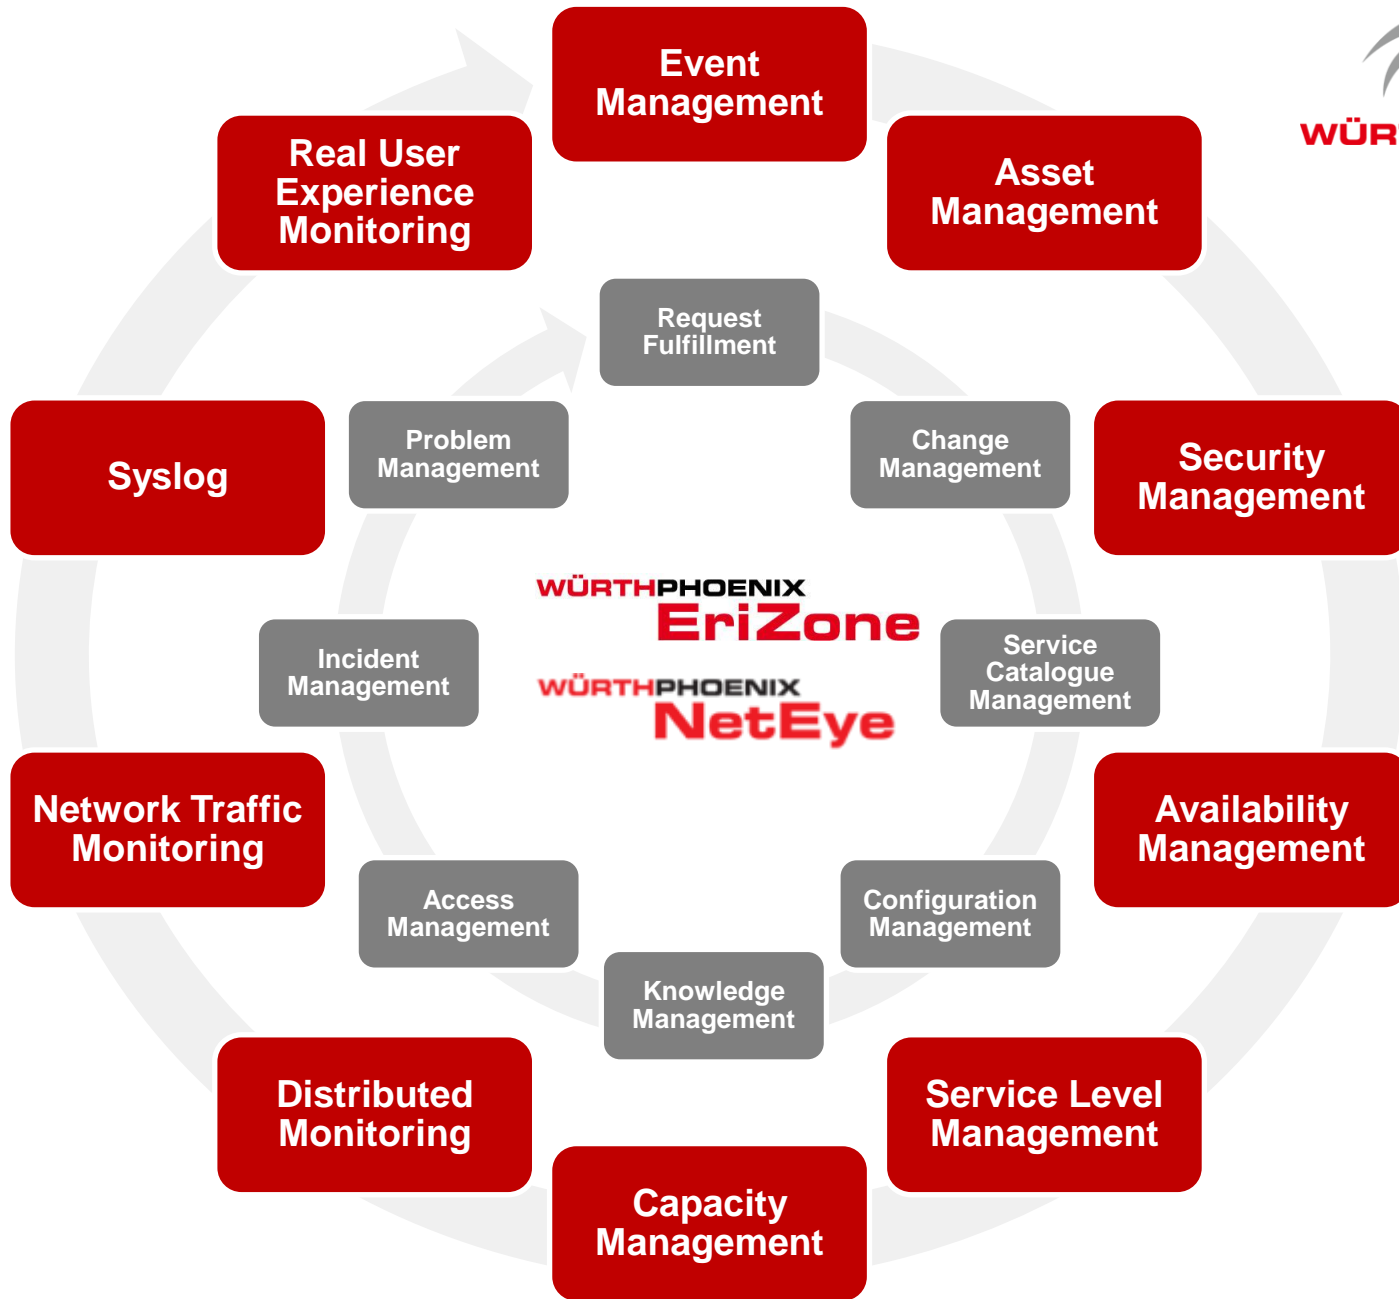 Event
Management
WÜR
Real User
Experience
Monitoring
Asset
Management
Request
Fulfillment
Syslog
Problem
Management
Change
Management
Security
Management
WÜRTHPHOENIX
EriZone
Incident
Management
Service
Catalogue
Management
WÜRTHPHOENIX
NetEye
Network Traffic
Monitoring
Availability
Management
Access
Management
Configuration
Management
Knowledge
Management
Distributed
Monitoring
Service Level
Management
Capacity
Management